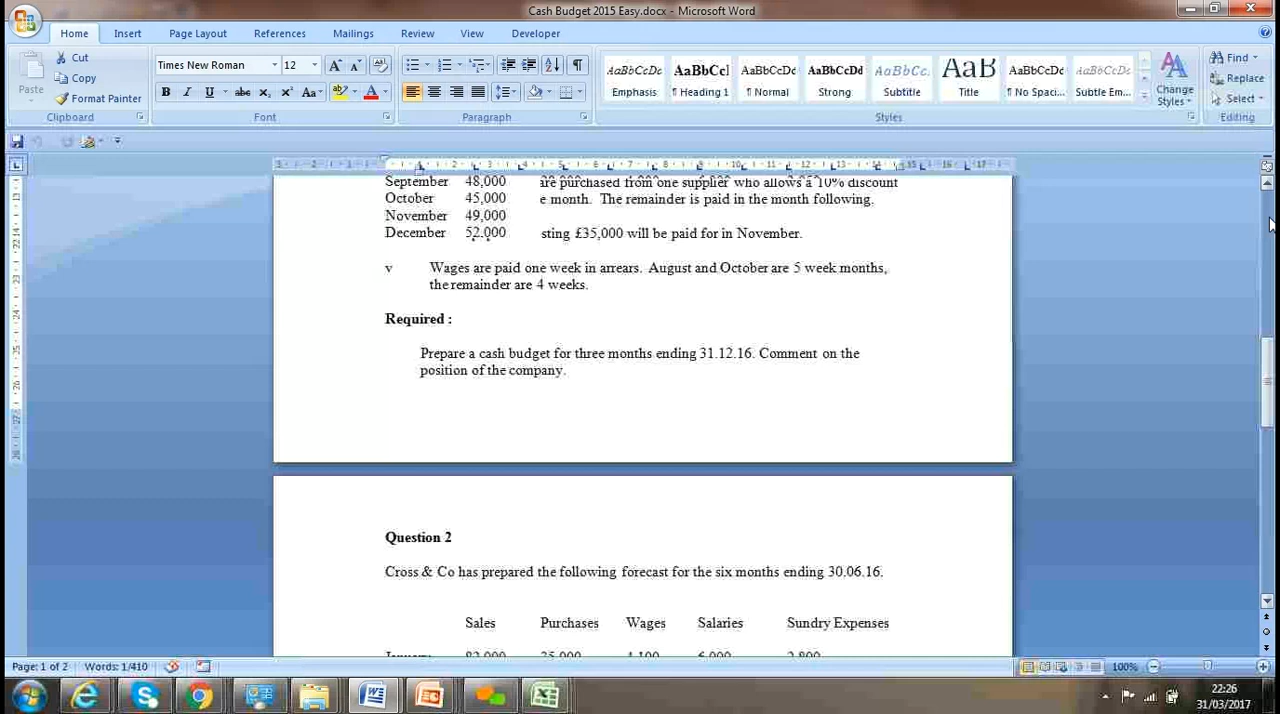 Cash Budget 2015 Easy.docx - Microsoft Word
Home Insert Page Layout References Mailings Review View Developer
Paste
Cut
Copy
Format Painter
Clipboard
Times New Roman 12
Font
Paragraph
AaBbCcDc AaBbCcl AaBbCcDc AaBbCcDd AaBbCc. AaB AaBbCcDc AaBbCcDc
Emphasis ¶ Heading 1 ¶ Normal Strong Subtitle Title ¶ No Spaci... Subtle Em...
Change Styles
Styles
Find
Replace
Select
Editing
September 48,000 are purchased from one supplier who allows a 10% discount
October 45,000 e month. The remainder is paid in the month following.
November 49,000
December 52,000 sting £35,000 will be paid for in November.
v Wages are paid one week in arrears. August and October are 5 week months,
the remainder are 4 weeks.
Required :
Prepare a cash budget for three months ending 31.12.16. Comment on the
position of the company.
Question 2
Cross & Co has prepared the following forecast for the six months ending 30.06.16.
Sales Purchases Wages Salaries Sundry Expenses
January 82,000 25,000 4,100 6,000 2,800
Page: 1 of 2 Words: 1/410 100%
22:26
31/03/2017